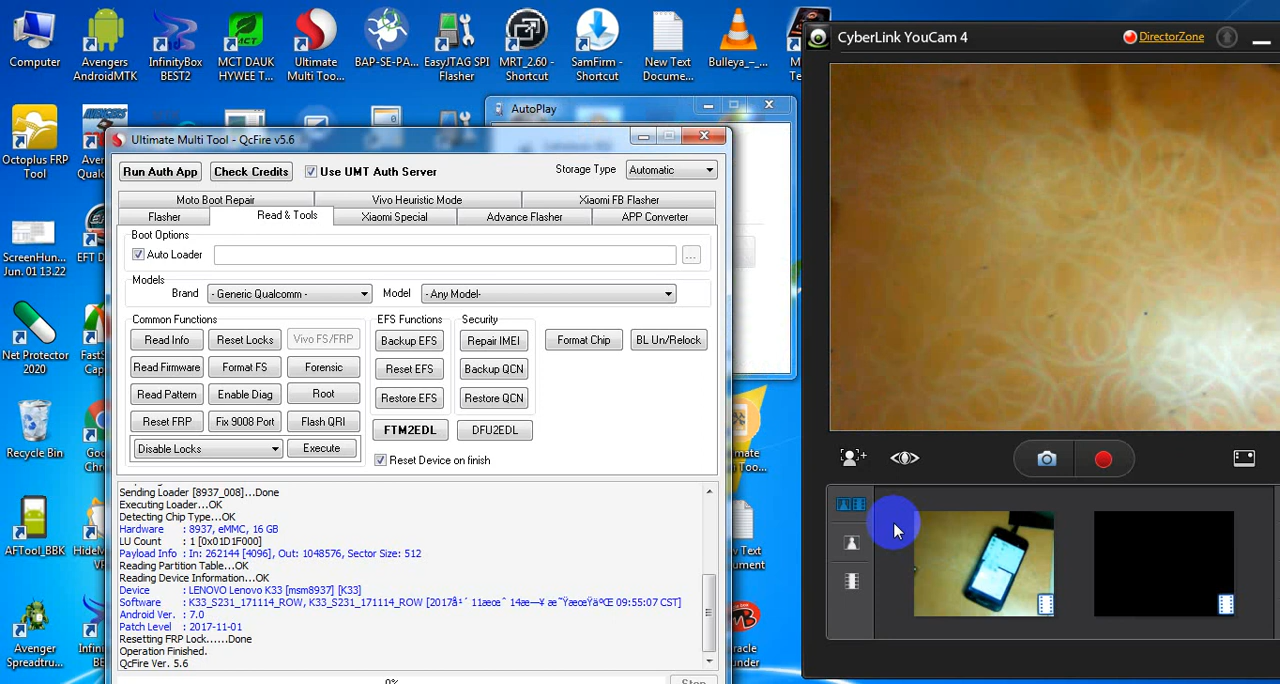 Computer
Avengers
AndroidMTK
InfinityBox
BEST2
MCT DAUK
HYWEE T...
Ultimate
Multi Too...
BAP-SE-PA...
EasyJTAG SPI
Flasher
MRT_2.60 -
Shortcut
SamFirm -
Shortcut
New Text
Docume...
Bulleya_-_...
Octoplus FRP
Tool
ScreenHun...
Jun. 01 13.22
Net Protector
2020
Recycle Bin
AFTool_BBK
Avenger
Spreadtru...
AutoPlay
Ultimate Multi Tool - QcFire v5.6
Run Auth App
Check Credits
Use UMT Auth Server
Storage Type
Automatic
Moto Boot Repair
Vivo Heuristic Mode
Xiaomi FB Flasher
Flasher
Read & Tools
Xiaomi Special
Advance Flasher
APP Converter
Boot Options
Auto Loader
...
Models
Brand
- Generic Qualcomm -
Model
- Any Model-
Common Functions
EFS Functions
Security
Read Info
Reset Locks
Vivo FS/FRP
Backup EFS
Repair IMEI
Format Chip
BL Un/Relock
Read Firmware
Format FS
Forensic
Reset EFS
Backup QCN
Read Pattern
Enable Diag
Root
Restore EFS
Restore QCN
Reset FRP
Fix 9008 Port
Flash QRI
FTM2EDL
DFU2EDL
Disable Locks
Execute
Reset Device on finish
Sending Loader [8937_008]...Done
Executing Loader...OK
Detecting Chip Type...OK
Hardware : 8937, eMMC, 16 GB
LU Count : 1 [0x01D1F000]
Payload Info : In: 262144 [4096], Out: 1048576, Sector Size: 512
Reading Partition Table...OK
Reading Device Information...OK
Device : LENOVO Lenovo K33 [msm8937] [K33]
Android Ver. : 7.0
Patch Level : 2017-11-01
Resetting FRP Lock......Done
Operation Finished.
QcFire Ver. 5.6
0%
Stop
CyberLink YouCam 4
DirectorZone